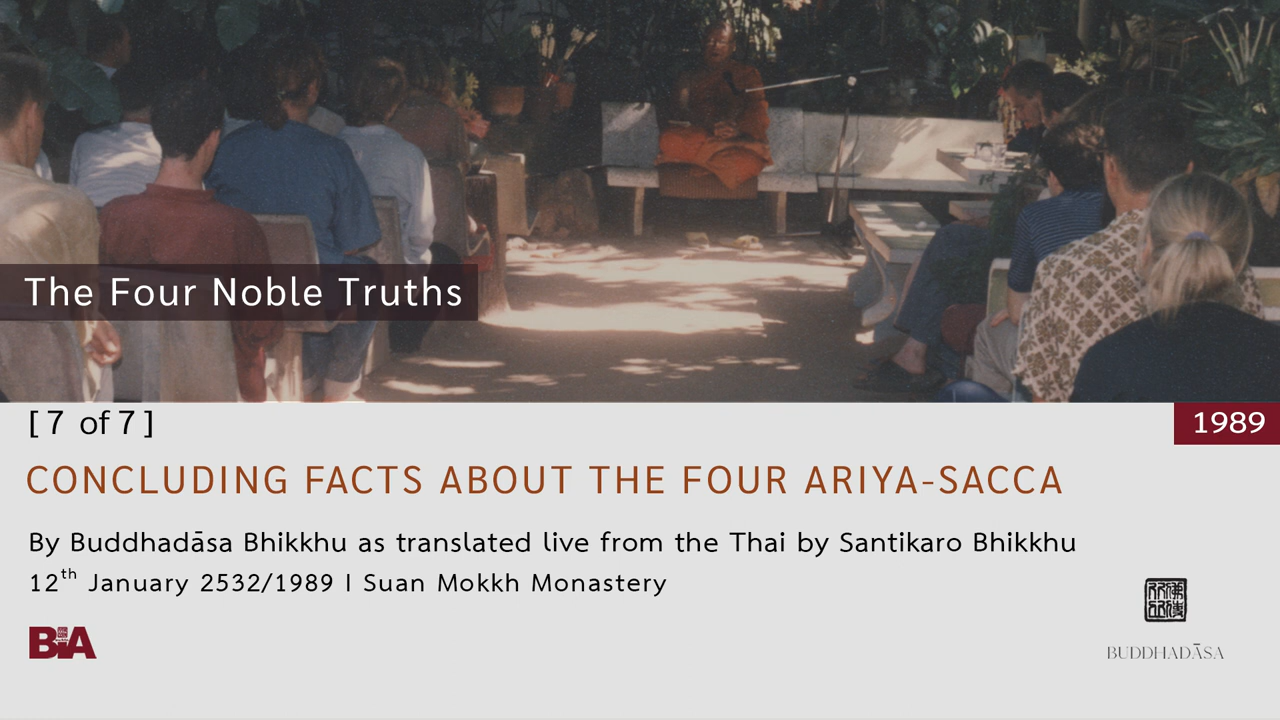 The Four Noble Truths
[ 7 of 7 ]
1989
CONCLUDING FACTS ABOUT THE FOUR ARIYA-SACCA
By Buddhadāsa Bhikkhu as translated live from the Thai by Santikaro Bhikkhu
12th January 2532/1989 I Suan Mokkh Monastery
BIA
BUDDHADĀSA